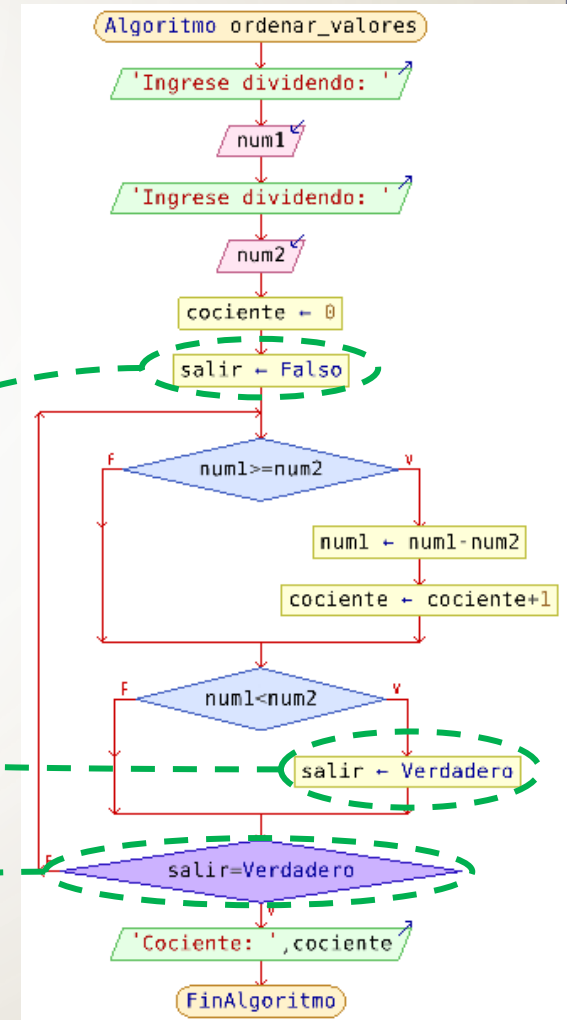 Algoritmo ordenar_valores
'Ingrese dividendo: '
num1
'Ingrese dividendo: '
num2
cociente ← 0
salir ← Falso
num1>=num2
F
V
num1 ← num1-num2
cociente ← cociente+1
num1<num2
F
V
salir ← Verdadero
salir=Verdadero
F
V
'Cociente: ',cociente
FinAlgoritmo